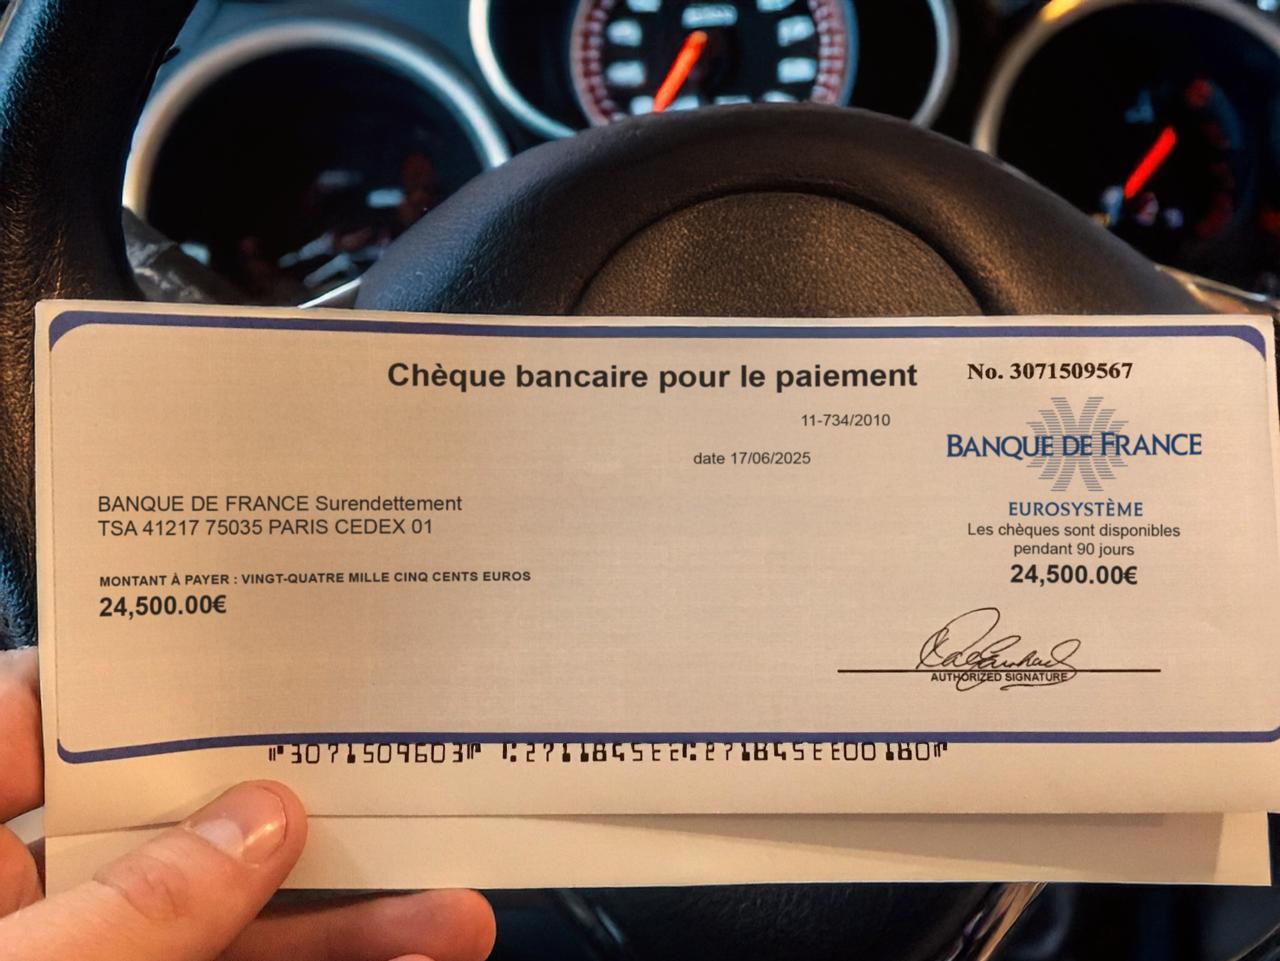 Chèque bancaire pour le paiement
No. 3071509567
11-734/2010
date 17/06/2025
BANQUE DE FRANCE
EUROSYSTÈME
Les chèques sont disponibles
pendant 90 jours
24,500.00€
BANQUE DE FRANCE Surendettement
TSA 41217 75035 PARIS CEDEX 01
MONTANT À PAYER : VINGT-QUATRE MILLE CINQ CENTS EUROS
24,500.00€
AUTHORIZED SIGNATURE
3071509603